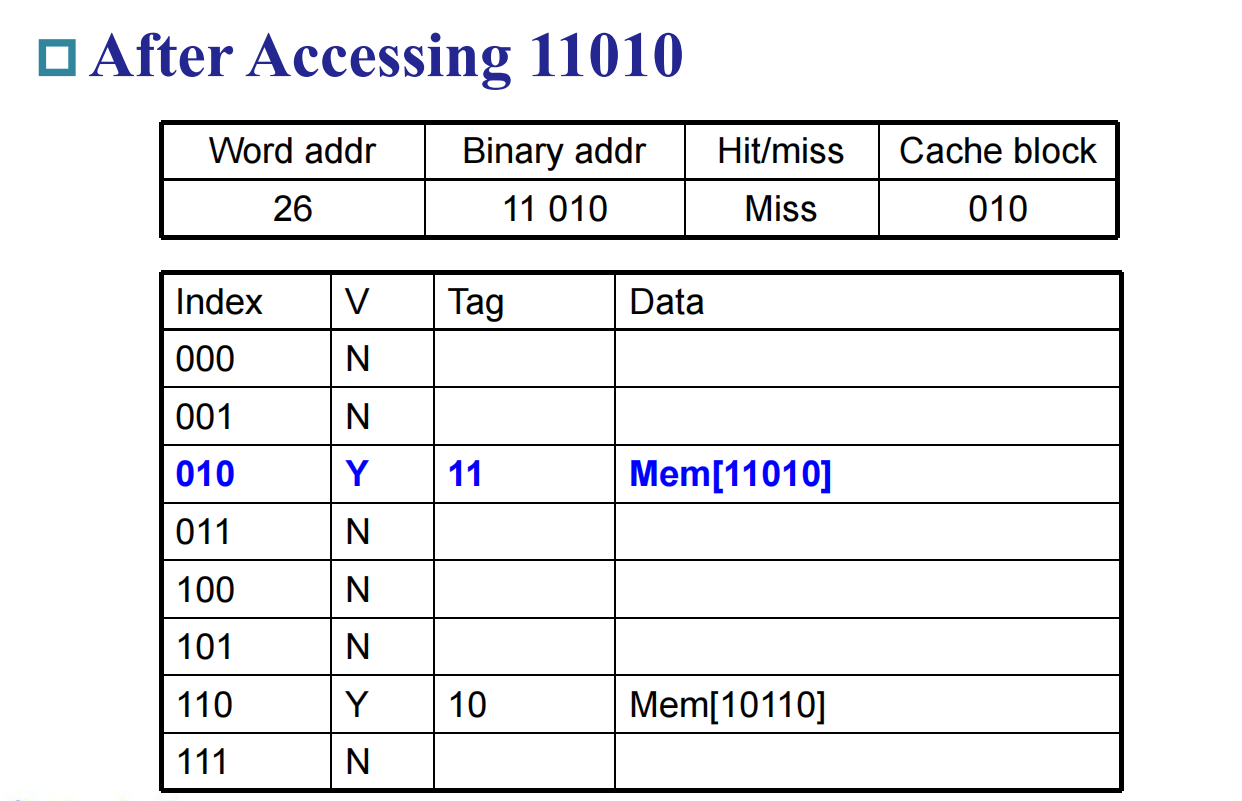 After Accessing 11010
Word addr Binary addr Hit/miss Cache block
26 11 010 Miss 010
Index V Tag Data
000 N
001 N
010 Y 11 Mem[11010]
011 N
100 N
101 N
110 Y 10 Mem[10110]
111 N